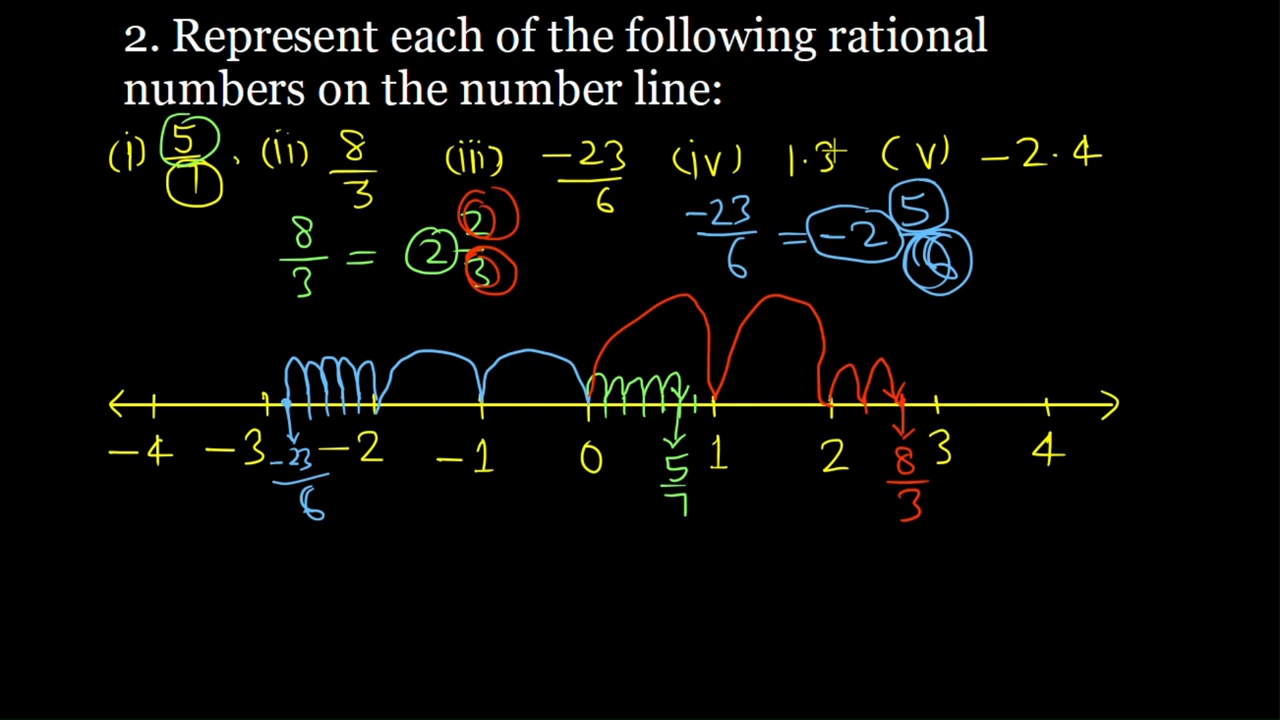 2. Represent each of the following rational
numbers on the number line:
(i) 5/7, (ii) 8/3 (iii) -23/6 (iv) 1.3 (v) -2.4
8/3 = 2 2/3 -23/6 = -2 5/6
-4 -3 -2 -1 0 1 2 3 4
-23/6 5/7 8/3